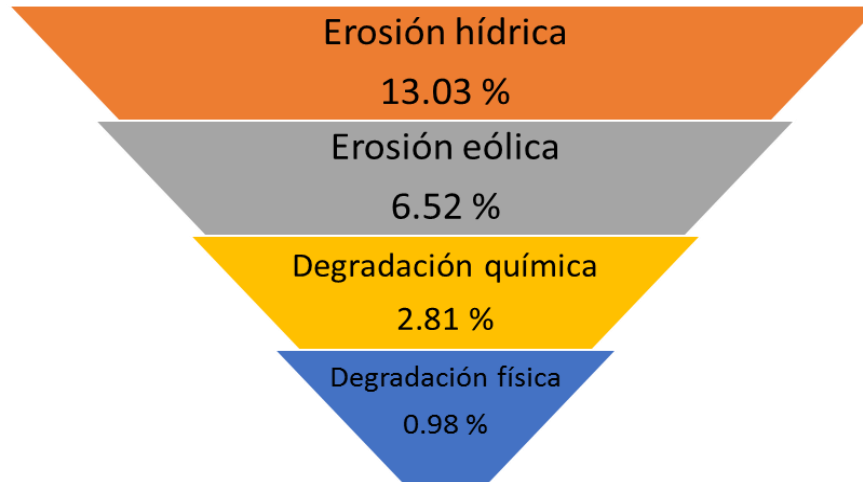 Erosión hídrica
13.03 %
Erosión eólica
6.52 %
Degradación química
2.81 %
Degradación física
0.98 %